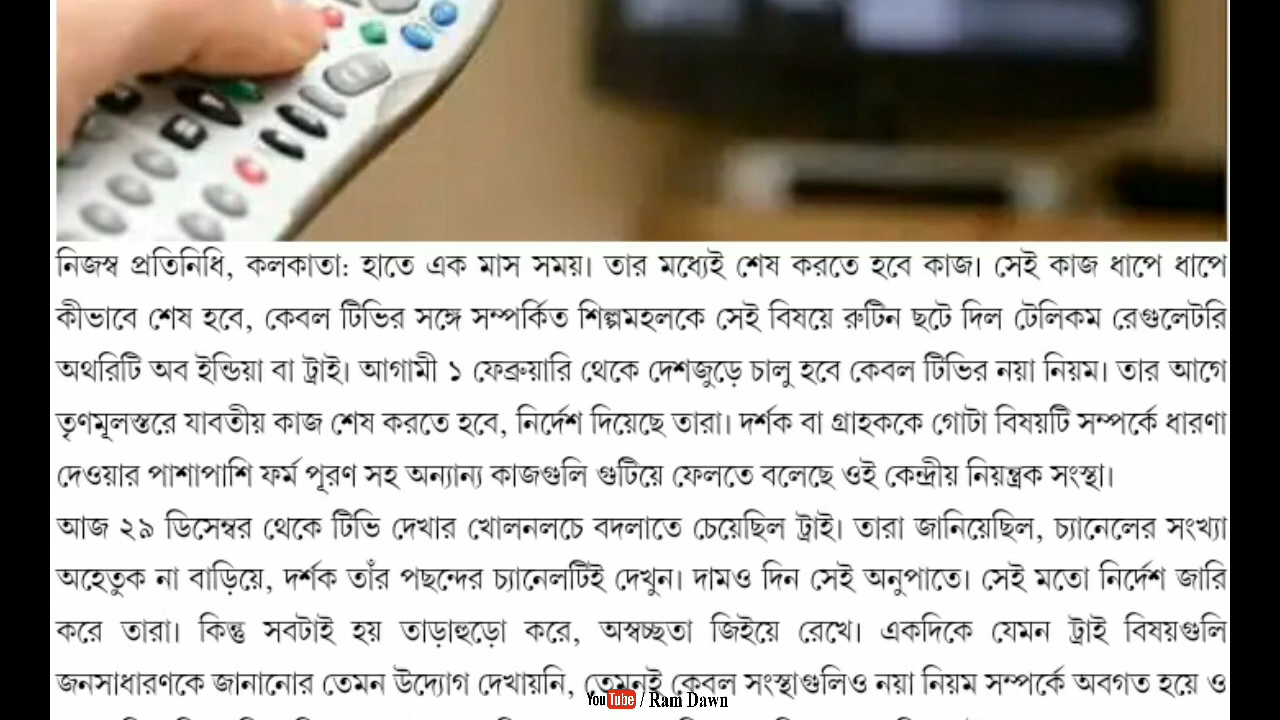 নিজস্ব প্রতিনিধি, কলকাতা: হাতে এক মাস সময়। তার মধ্যেই শেষ করতে হবে কাজ। সেই কাজ ধাপে ধাপে
কীভাবে শেষ হবে, কেবল টিভির সঙ্গে সম্পর্কিত শিল্পমহলকে সেই বিষয়ে রুটিন ছটে দিল টেলিকম রেগুলেটরি
অথরিটি অব ইন্ডিয়া বা ট্রাই। আগামী ১ ফেব্রুয়ারি থেকে দেশজুড়ে চালু হবে কেবল টিভির নয়া নিয়ম। তার আগে
তৃণমূলস্তরে যাবতীয় কাজ শেষ করতে হবে, নির্দেশ দিয়েছে তারা। দর্শক বা গ্রাহককে গোটা বিষয়টি সম্পর্কে ধারণা
দেওয়ার পাশাপাশি ফর্ম পূরণ সহ অন্যান্য কাজগুলি গুটিয়ে ফেলতে বলেছে ওই কেন্দ্রীয় নিয়ন্ত্রক সংস্থা।
আজ ২৯ ডিসেম্বর থেকে টিভি দেখার খোলনলচে বদলাতে চেয়েছিল ট্রাই। তারা জানিয়েছিল, চ্যানেলের সংখ্যা
অহেতুক না বাড়িয়ে, দর্শক তাঁর পছন্দের চ্যানেলটিই দেখুন। দামও দিন সেই অনুপাতে। সেই মতো নির্দেশ জারি
করে তারা। কিন্তু সবটাই হয় তাড়াহুড়ো করে, অস্বচ্ছতা জিইয়ে রেখে। একদিকে যেমন ট্রাই বিষয়গুলি
জনসাধারণকে জানানোর তেমন উদ্যোগ দেখায়নি, তেমনই কেবল সংস্থাগুলিও নয়া নিয়ম সম্পর্কে অবগত হয়ে ও
YouTube / Ram Dawn